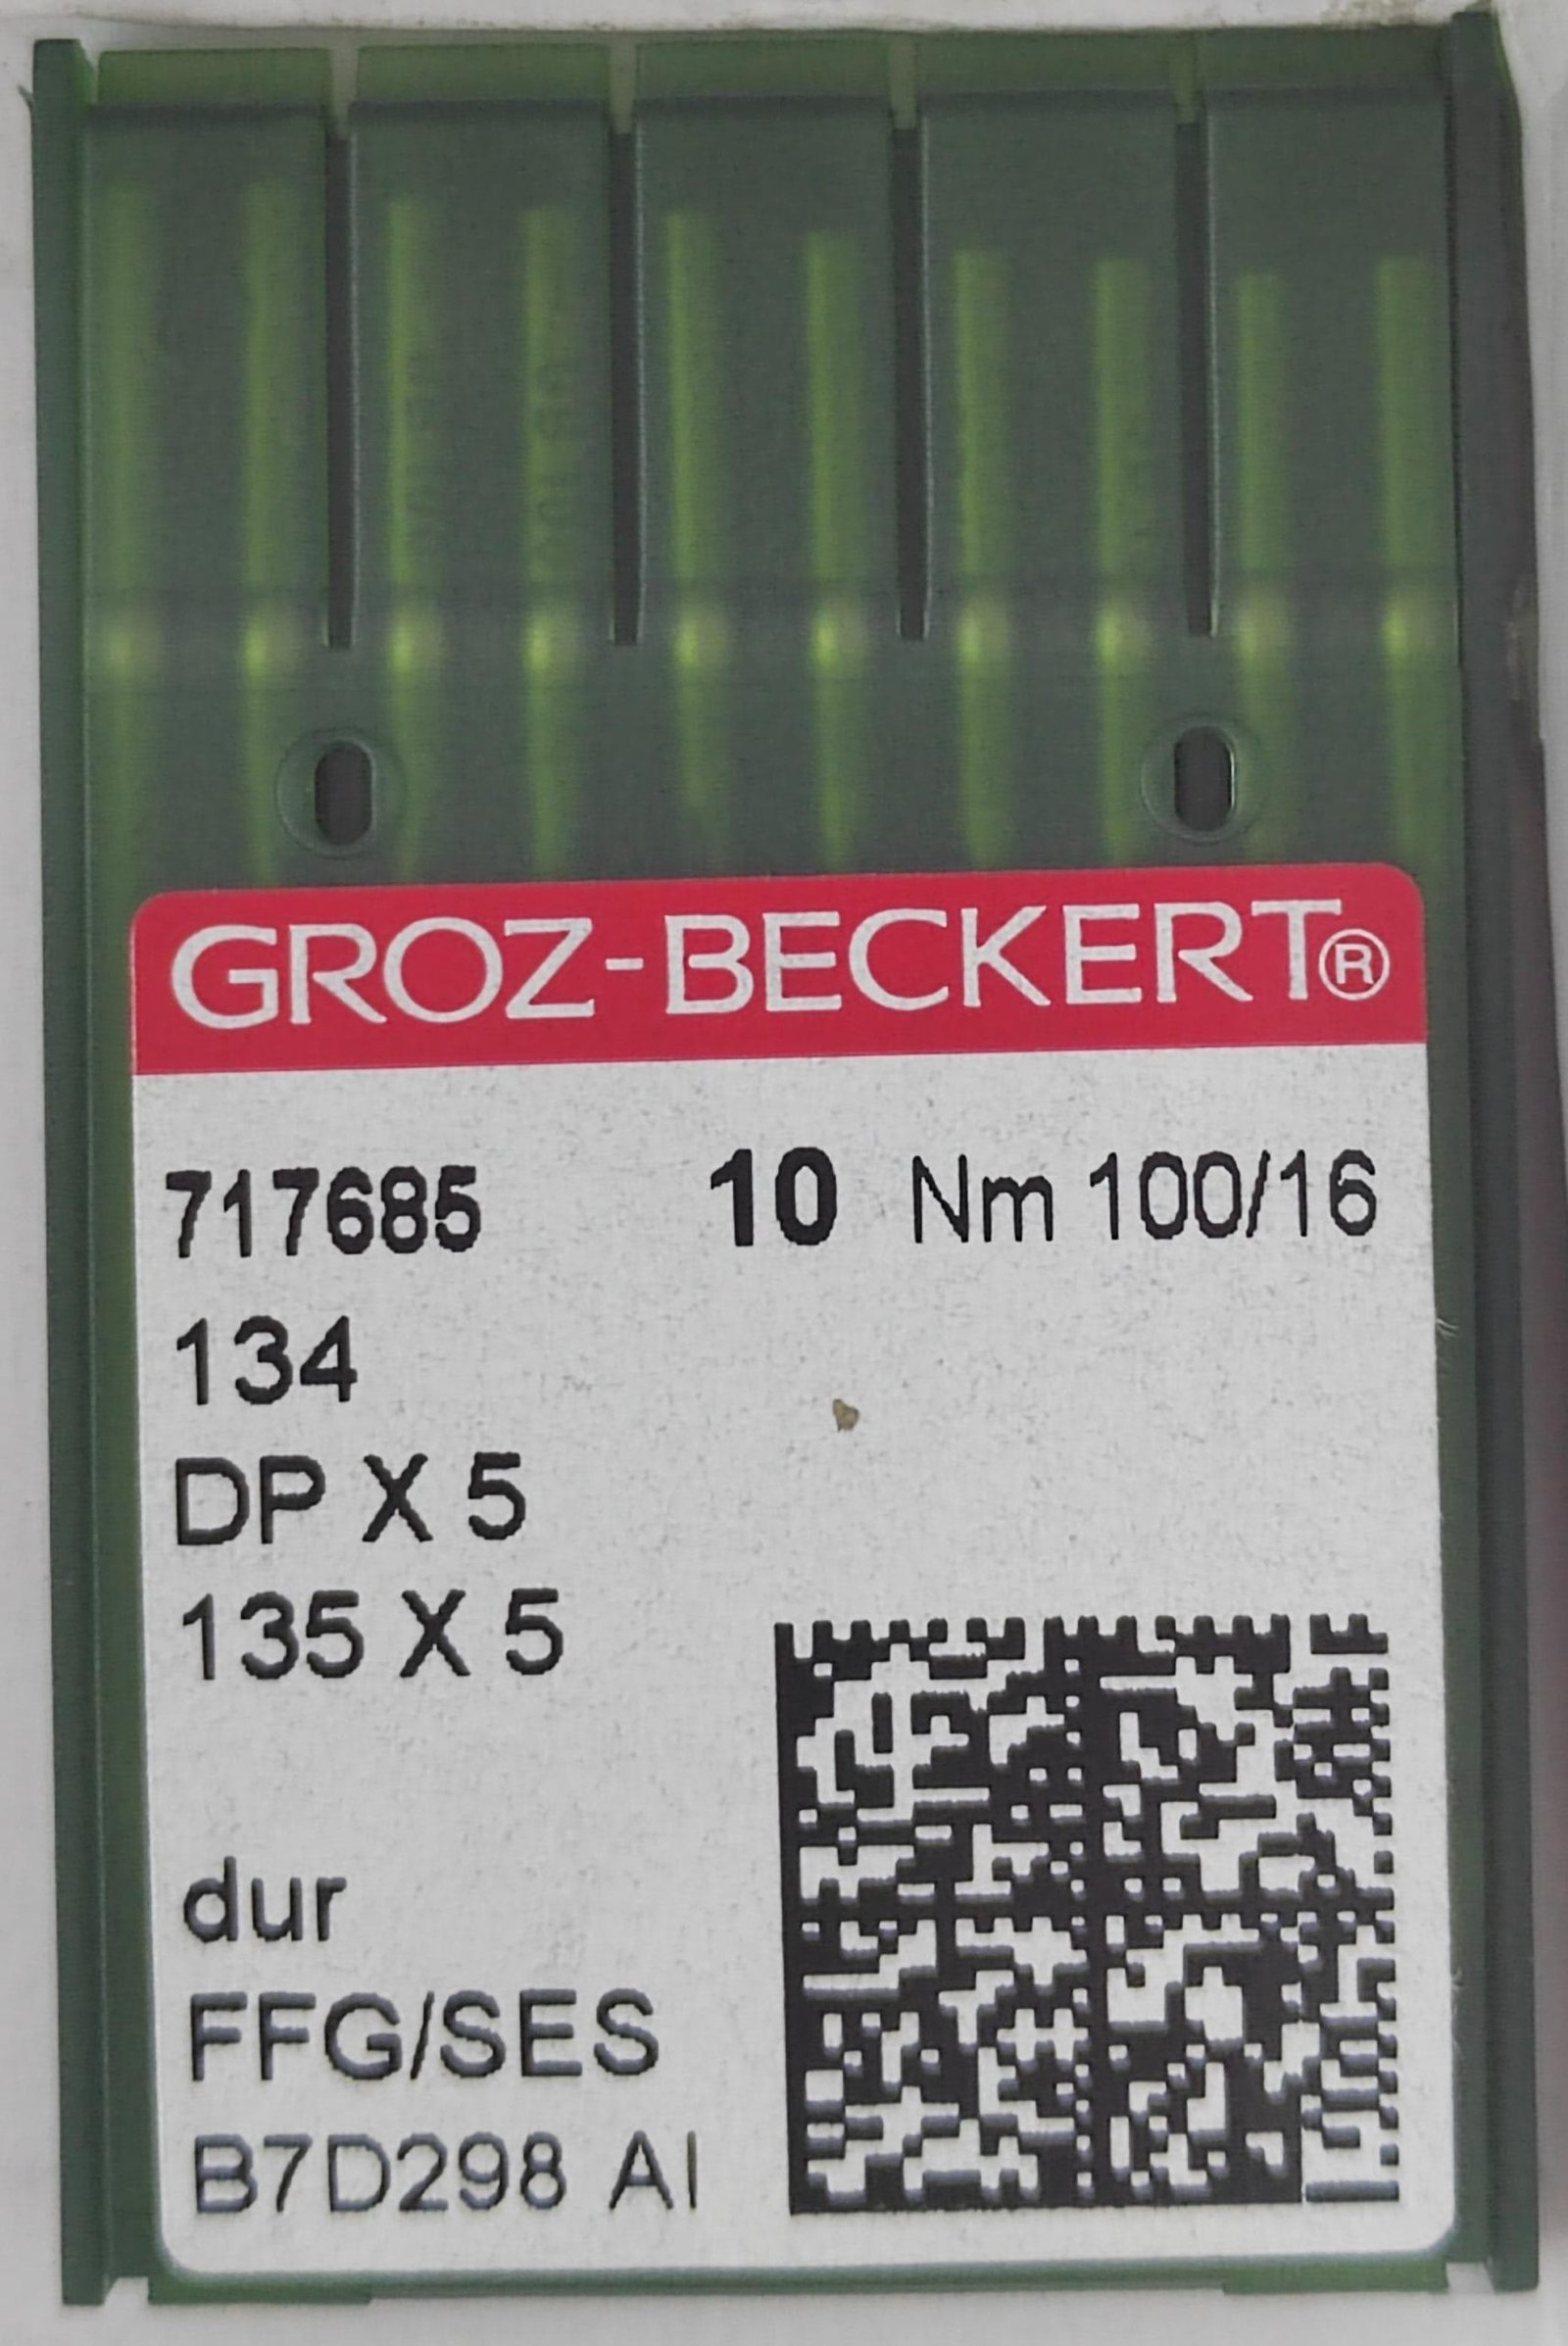 GROZ-BECKERT®
717685 10 Nm 100/16
134
DP X 5
135 X 5
dur
FFG/SES
B7D298 AI